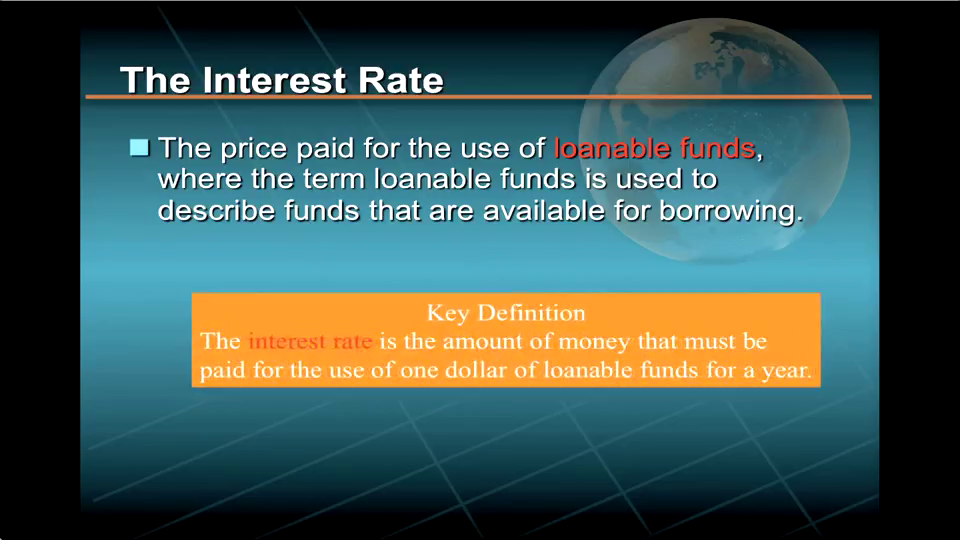 The Interest Rate
The price paid for the use of loanable funds,
where the term loanable funds is used to
describe funds that are available for borrowing.
Key Definition
The interest rate is the amount of money that must be
paid for the use of one dollar of loanable funds for a year.